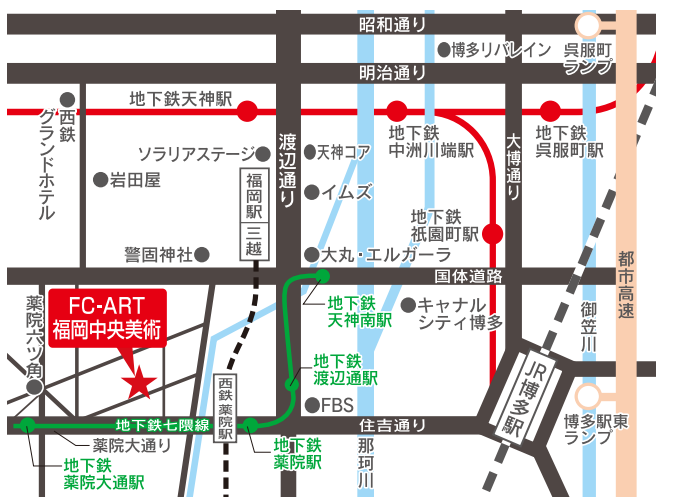 昭和通り
博多リバレイン
呉服町
ランプ
明治通り
地下鉄天神駅
西鉄
グランドホテル
地下鉄
中洲川端駅
地下鉄
呉服町駅
渡辺通り
大博通り
ソラリアステージ
天神コア
岩田屋
福岡駅
三越
イムズ
地下鉄
祇園町駅
警固神社
大丸・エルガーラ
国体道路
都市高速
薬院六ツ角
FC-ART
福岡中央美術
地下鉄
天神南駅
キャナル
シティ博多
御笠川
地下鉄
渡辺通駅
JR博多駅
西鉄薬院駅
FBS
博多駅東
ランプ
地下鉄七隈線
住吉通り
薬院大通り
地下鉄
薬院駅
那珂川
地下鉄
薬院大通駅